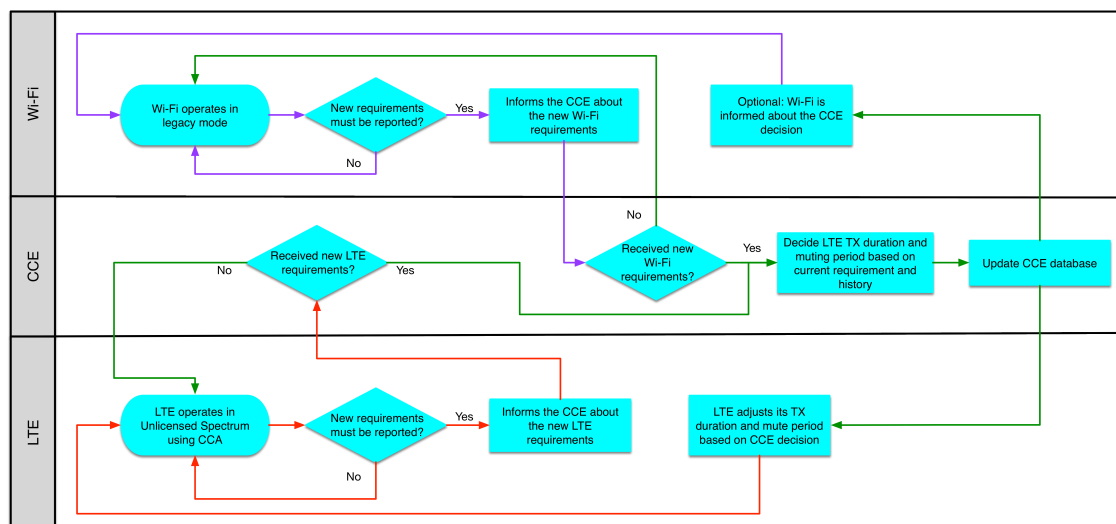 Wi-Fi
Wi-Fi operates in
legacy mode
New requirements
must be reported?
Yes
No
Informs the CCE about
the new Wi-Fi
requirements
Optional: Wi-Fi is
informed about the CCE
decision
CCE
No
Received new LTE
requirements?
Yes
No
Received new
Wi-Fi
requirements?
Yes
Decide LTE TX duration and
muting period based on
current requirement and
history
Update CCE database
LTE
LTE operates in
Unlicensed Spectrum
using CCA
New requirements
must be reported?
Yes
No
Informs the CCE about
the new LTE
requirements
LTE adjusts its TX
duration and mute period
based on CCE decision